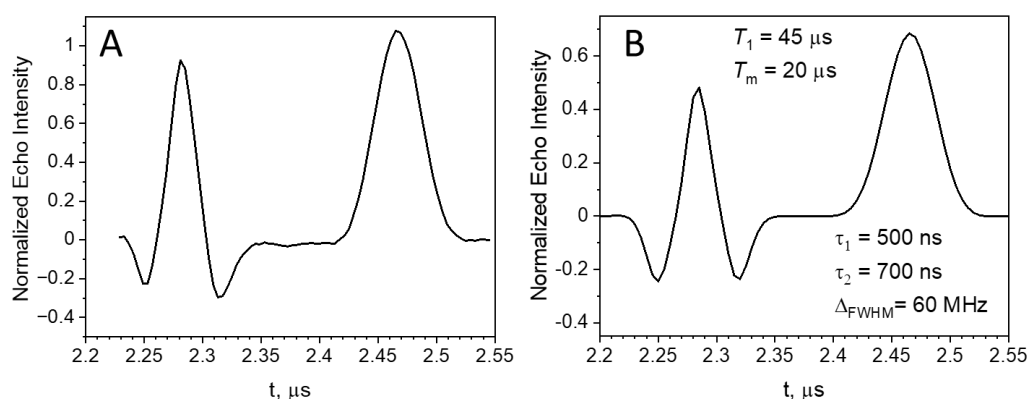 A
Normalized Echo Intensity
1
0.8
0.6
0.4
0.2
0
−0.2
−0.4
2.2 2.25 2.3 2.35 2.4 2.45 2.5 2.55
t, μs
B
T₁ = 45 μs
Tₘ = 20 μs
Normalized Echo Intensity
0.6
0.4
0.2
0
-0.2
-0.4
τ₁ = 500 ns
τ₂ = 700 ns
Δ_FWHM= 60 MHz
2.2 2.25 2.3 2.35 2.4 2.45 2.5 2.55
t, μs